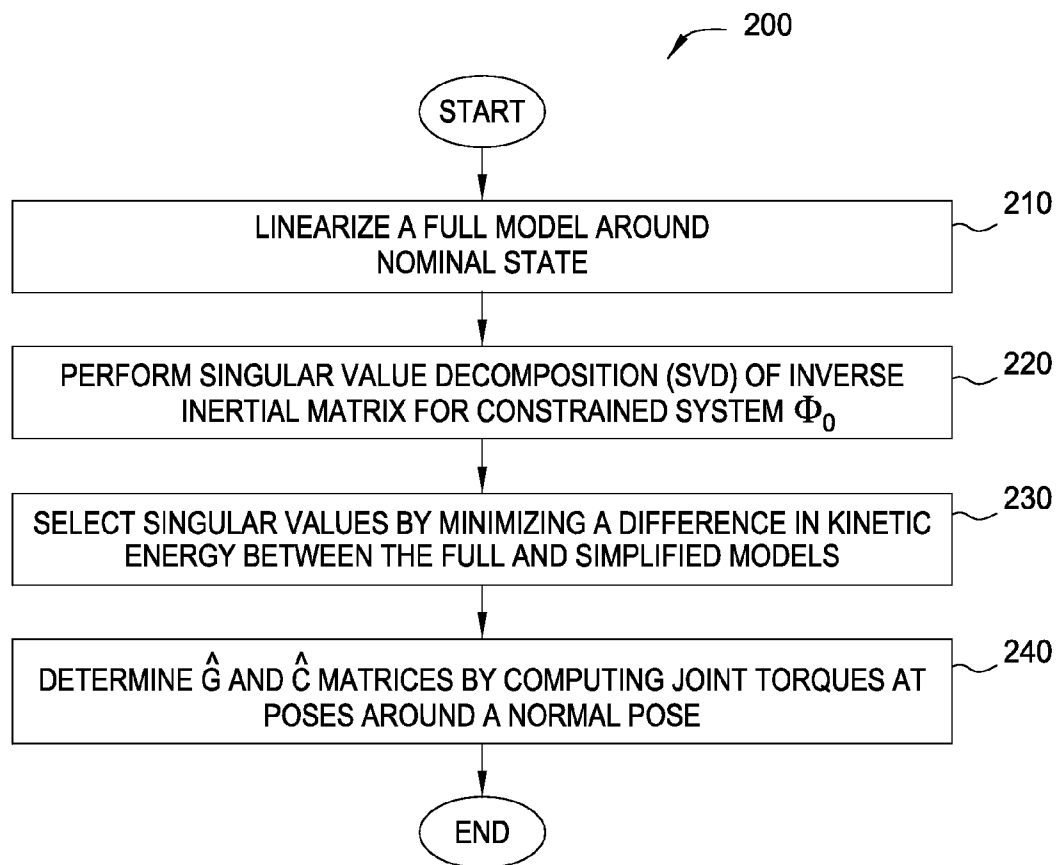 200
START
210
LINEARIZE A FULL MODEL AROUND
NOMINAL STATE
220
PERFORM SINGULAR VALUE DECOMPOSITION (SVD) OF INVERSE
INERTIAL MATRIX FOR CONSTRAINED SYSTEM Φ₀
230
SELECT SINGULAR VALUES BY MINIMIZING A DIFFERENCE IN KINETIC
ENERGY BETWEEN THE FULL AND SIMPLIFIED MODELS
240
DETERMINE Ĝ AND Ĉ MATRICES BY COMPUTING JOINT TORQUES AT
POSES AROUND A NORMAL POSE
END